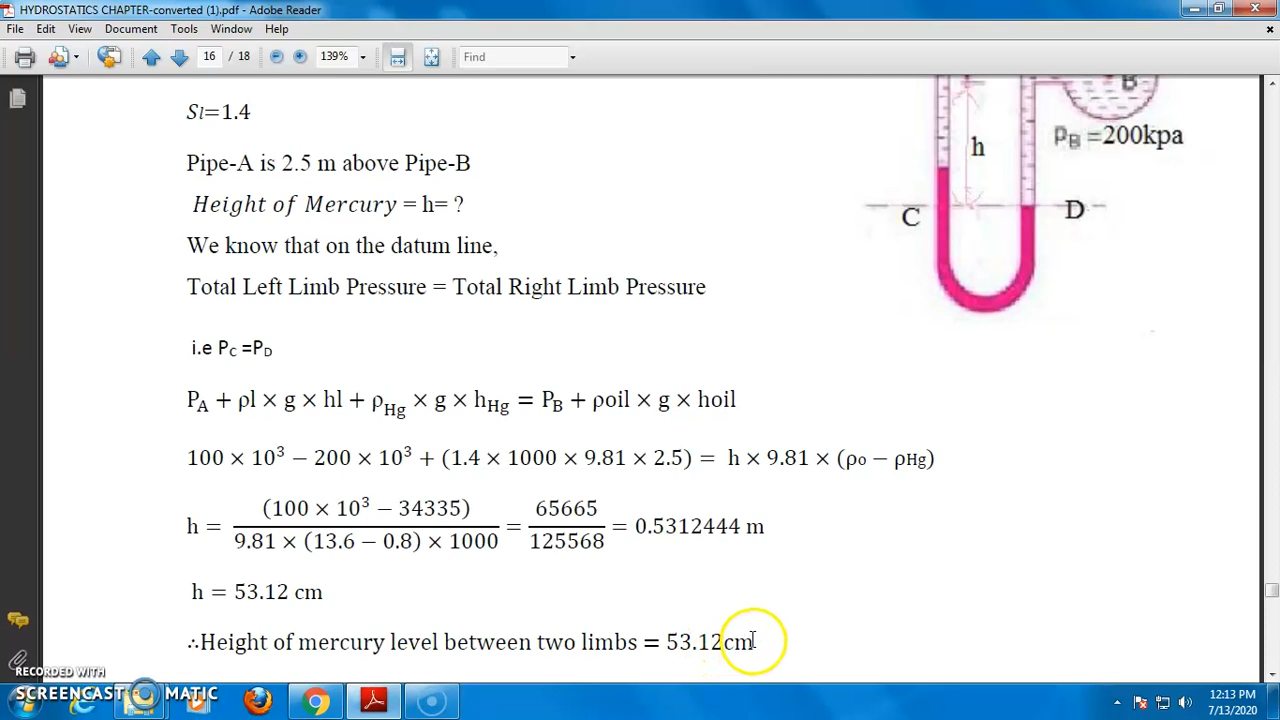 HYDROSTATICS CHAPTER-converted (1).pdf - Adobe Reader
File Edit View Document Tools Window Help
16 / 18 139% Find
Sl=1.4
B
Pipe-A is 2.5 m above Pipe-B
pB =200kpa
h
Height of Mercury = h= ?
C D
We know that on the datum line,
Total Left Limb Pressure = Total Right Limb Pressure
i.e PC =PD
PA + ρl × g × hl + ρHg × g × hHg = PB + ρoil × g × hoil
100 × 10³ − 200 × 10³ + (1.4 × 1000 × 9.81 × 2.5) = h × 9.81 × (ρo − ρHg)
h = (100 × 10³ − 34335) / 9.81 × (13.6 − 0.8) × 1000 = 65665 / 125568 = 0.5312444 m
h = 53.12 cm
∴Height of mercury level between two limbs = 53.12cm
RECORDED WITH
SCREENCAST MATIC
12:13 PM
7/13/2020